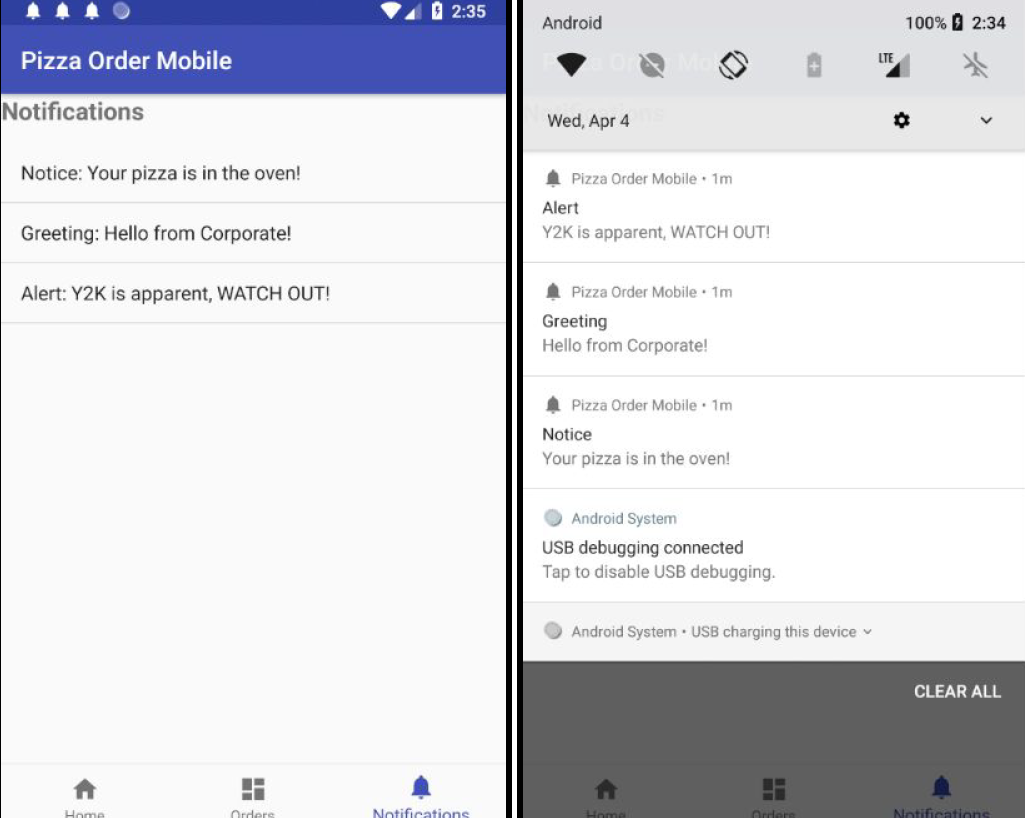 2:35
Pizza Order Mobile
Notifications
Notice: Your pizza is in the oven!
Greeting: Hello from Corporate!
Alert: Y2K is apparent, WATCH OUT!
Home
Orders
Notifications
Android
100%
2:34
LTE
Wed, Apr 4
Pizza Order Mobile • 1m
Alert
Y2K is apparent, WATCH OUT!
Pizza Order Mobile • 1m
Greeting
Hello from Corporate!
Pizza Order Mobile • 1m
Notice
Your pizza is in the oven!
Android System
USB debugging connected
Tap to disable USB debugging.
Android System • USB charging this device
CLEAR ALL
Home
Orders
Notifications